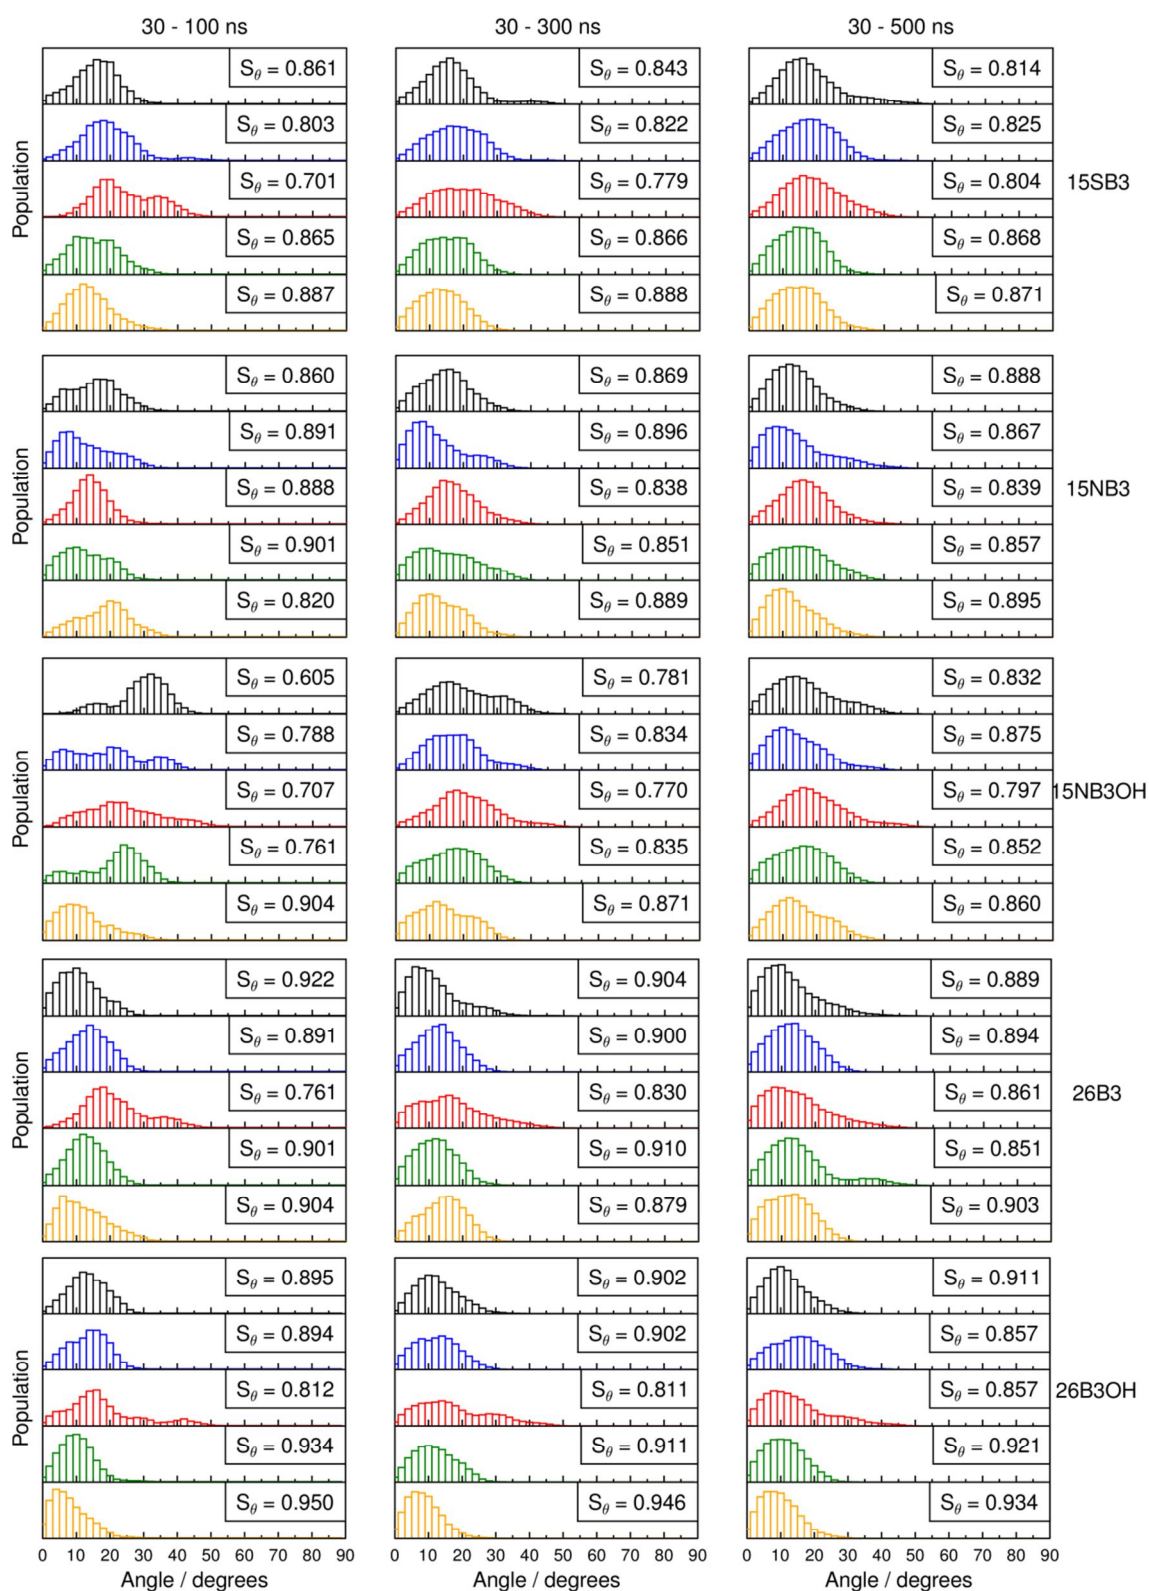 30 - 100 ns 30 - 300 ns 30 - 500 ns
Sθ = 0.861 Sθ = 0.843 Sθ = 0.814
Sθ = 0.803 Sθ = 0.822 Sθ = 0.825
Population Sθ = 0.701 Sθ = 0.779 Sθ = 0.804 15SB3
Sθ = 0.865 Sθ = 0.866 Sθ = 0.868
Sθ = 0.887 Sθ = 0.888 Sθ = 0.871
Sθ = 0.860 Sθ = 0.869 Sθ = 0.888
Sθ = 0.891 Sθ = 0.896 Sθ = 0.867
Population Sθ = 0.888 Sθ = 0.838 Sθ = 0.839 15NB3
Sθ = 0.901 Sθ = 0.851 Sθ = 0.857
Sθ = 0.820 Sθ = 0.889 Sθ = 0.895
Sθ = 0.605 Sθ = 0.781 Sθ = 0.832
Sθ = 0.788 Sθ = 0.834 Sθ = 0.875
Population Sθ = 0.707 Sθ = 0.770 Sθ = 0.797 15NB3OH
Sθ = 0.761 Sθ = 0.835 Sθ = 0.852
Sθ = 0.904 Sθ = 0.871 Sθ = 0.860
Sθ = 0.922 Sθ = 0.904 Sθ = 0.889
Sθ = 0.891 Sθ = 0.900 Sθ = 0.894
Population Sθ = 0.761 Sθ = 0.830 Sθ = 0.861 26B3
Sθ = 0.901 Sθ = 0.910 Sθ = 0.851
Sθ = 0.904 Sθ = 0.879 Sθ = 0.903
Sθ = 0.895 Sθ = 0.902 Sθ = 0.911
Sθ = 0.894 Sθ = 0.902 Sθ = 0.857
Population Sθ = 0.812 Sθ = 0.811 Sθ = 0.857 26B3OH
Sθ = 0.934 Sθ = 0.911 Sθ = 0.921
Sθ = 0.950 Sθ = 0.946 Sθ = 0.934
0 10 20 30 40 50 60 70 80 90 0 10 20 30 40 50 60 70 80 90 0 10 20 30 40 50 60 70 80 90
Angle / degrees Angle / degrees Angle / degrees